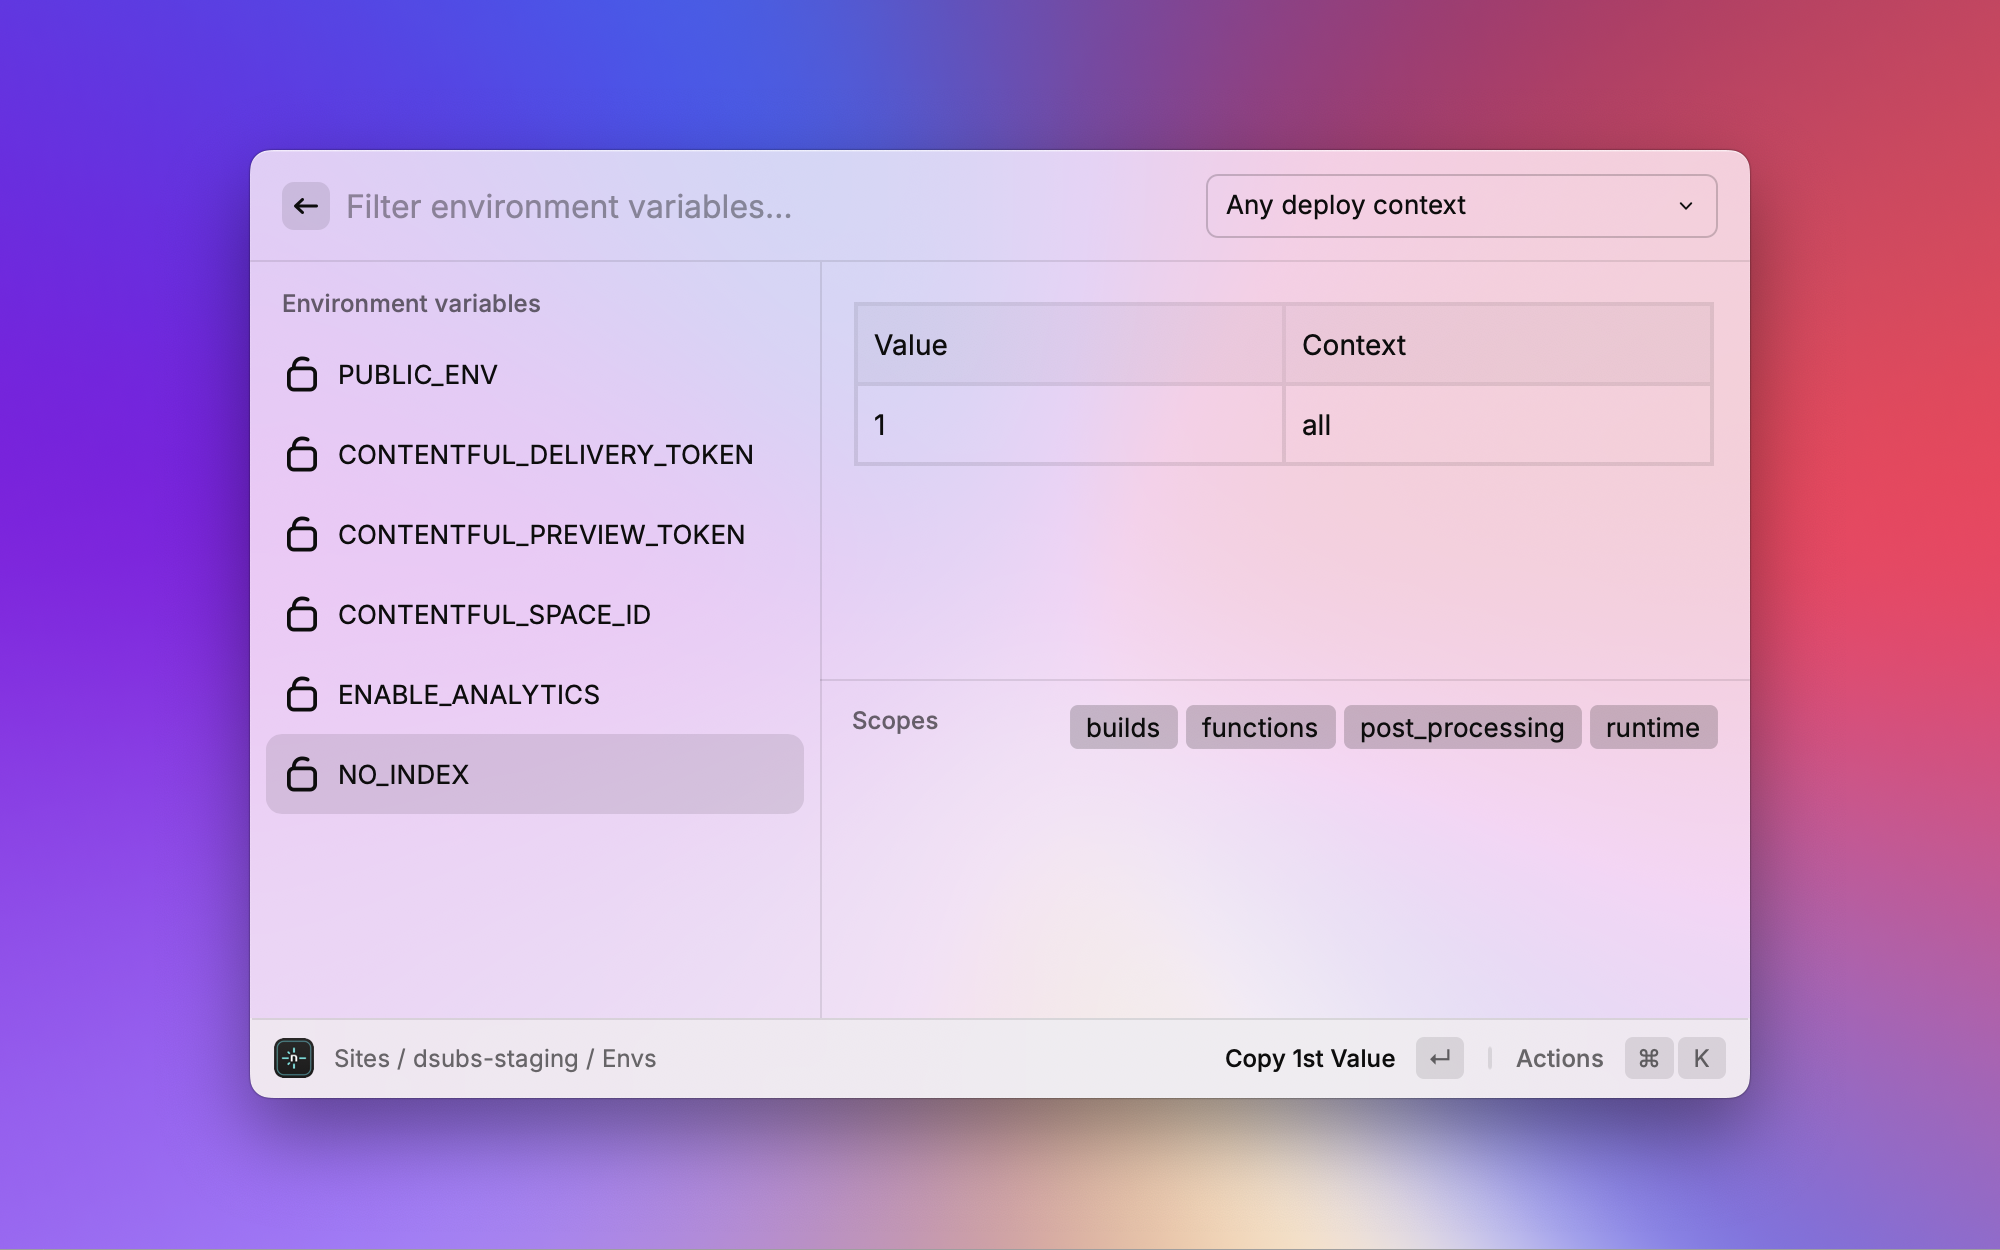 Filter environment variables...
Any deploy context
Environment variables
PUBLIC_ENV
CONTENTFUL_DELIVERY_TOKEN
CONTENTFUL_PREVIEW_TOKEN
CONTENTFUL_SPACE_ID
ENABLE_ANALYTICS
NO_INDEX
Value Context
1 all
Scopes builds functions post_processing runtime
Sites / dsubs-staging / Envs
Copy 1st Value ↵ Actions ⌘ K